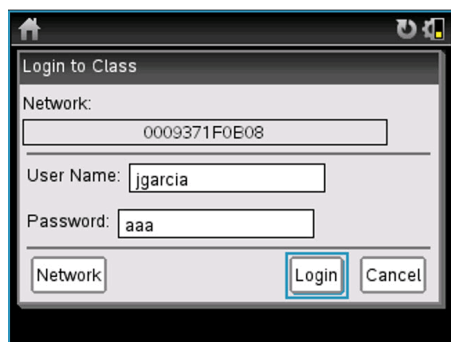 Login to Class
Network:
0009371F0B08
User Name: jgarcia
Password: aaa
Network Login Cancel